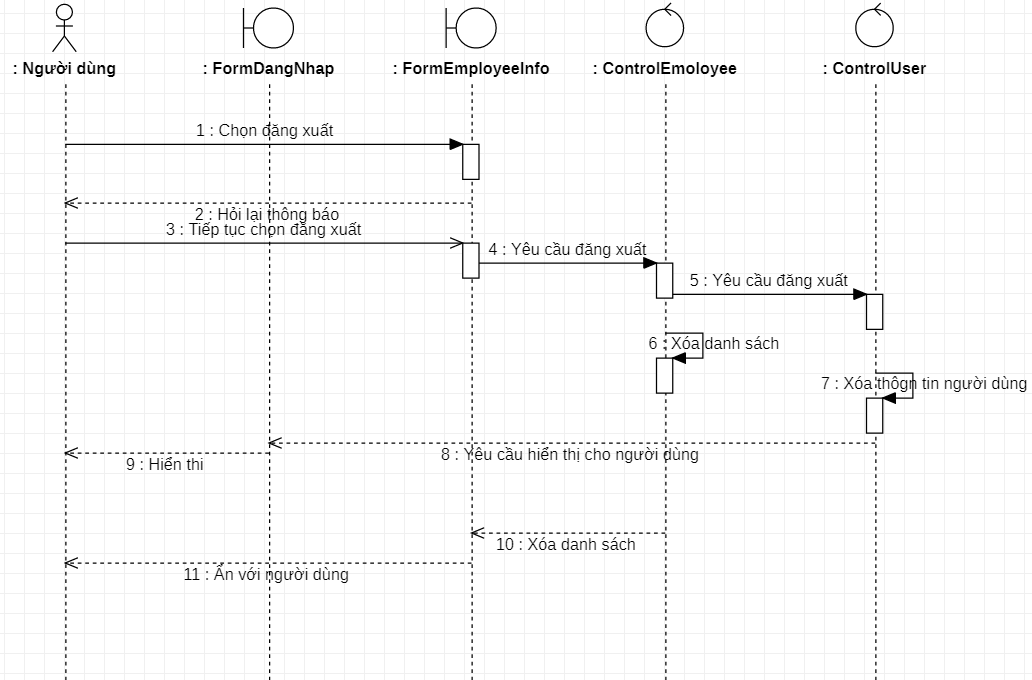 : Người dùng
: FormDangNhap
: FormEmployeeInfo
: ControlEmoloyee
: ControlUser
1 : Chọn đăng xuất
2 : Hỏi lại thông báo
3 : Tiếp tục chọn đăng xuất
4 : Yêu cầu đăng xuất
5 : Yêu cầu đăng xuất
6 : Xóa danh sách
7 : Xóa thôgn tin người dùng
8 : Yêu cầu hiển thị cho người dùng
9 : Hiển thi
10 : Xóa danh sách
11 : Ẩn với người dùng